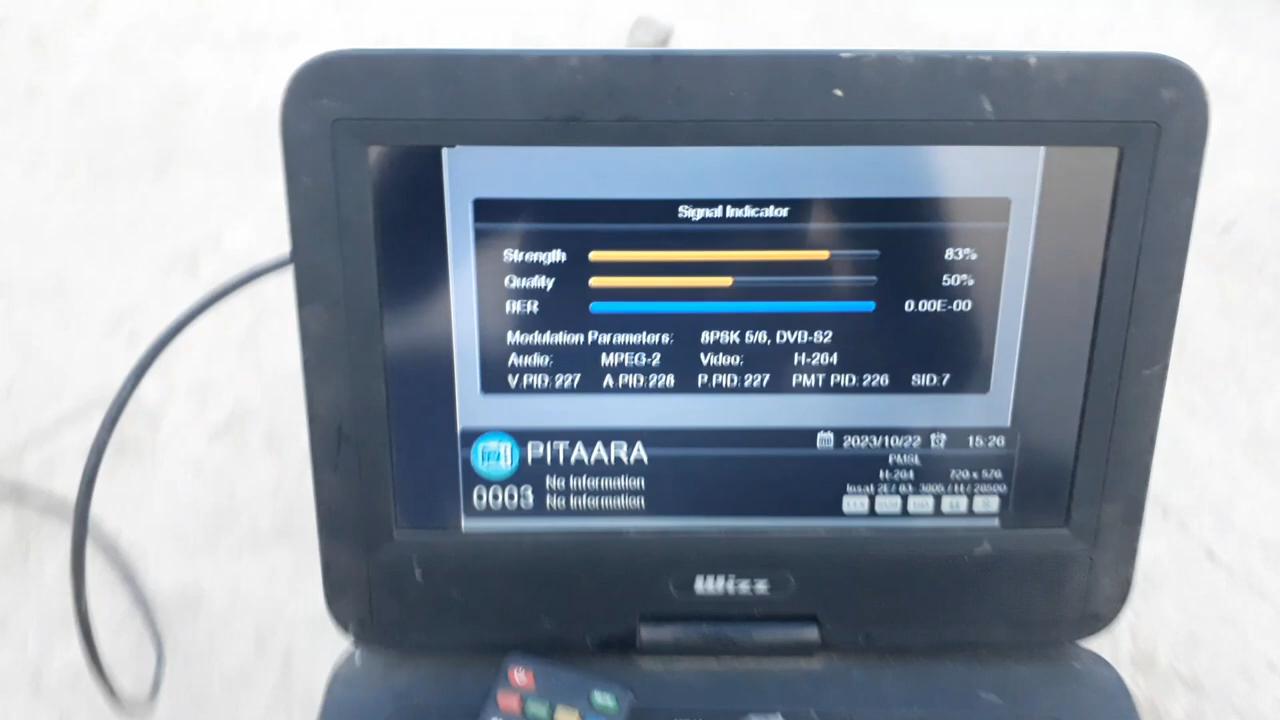 Signal Indicator
Strength 83%
Quality 50%
BER 0.00E-00
Modulation Parameters: 8PSK 5/6, DVB-S2
Audio: MPEG-2 Video: H-264
V.PID:227 A.PID:228 P.PID:227 PMT PID:226 SID:7
PITAARA 2023/10/22 15:26
PMSL
0003 No Information H-264 720 x 576
No Information
Wizz